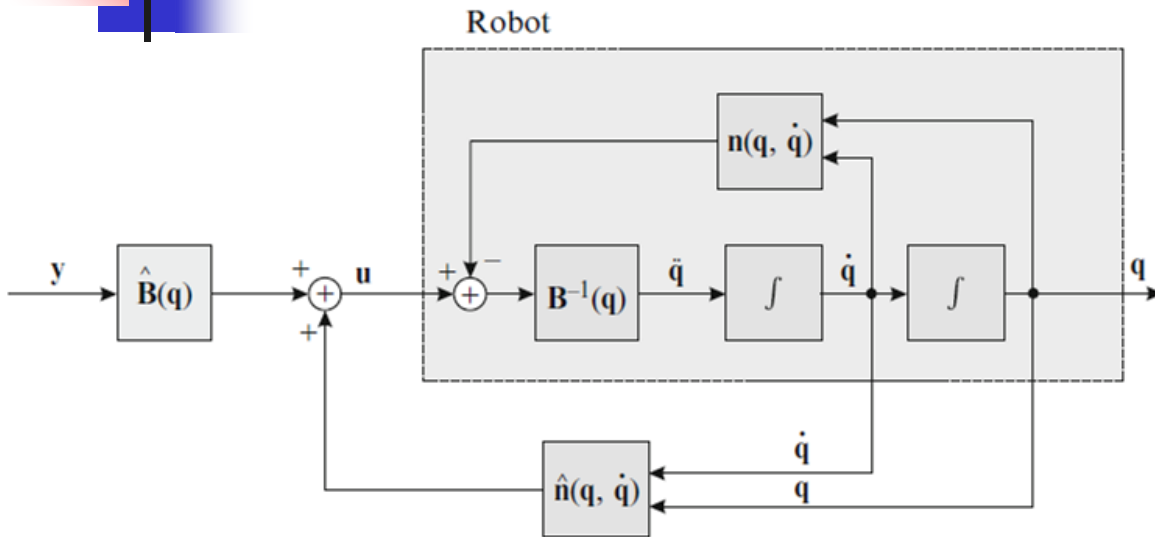 Robot
n(q, q̇)
−
y
B̂(q)
+
+
u
+
+
+
B⁻¹(q)
q̈
∫
q̇
∫
q
n̂(q, q̇)
q̇
q